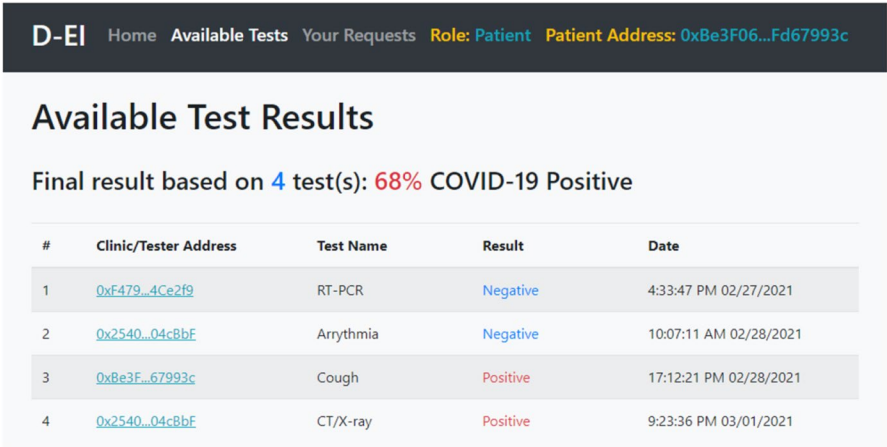 D-EI Home Available Tests Your Requests Role: Patient Patient Address: 0xBe3F06...Fd67993c
Available Test Results
Final result based on 4 test(s): 68% COVID-19 Positive
# Clinic/Tester Address Test Name Result Date
1 0xF479...4Ce2f9 RT-PCR Negative 4:33:47 PM 02/27/2021
2 0x2540...04cBbF Arrythmia Negative 10:07:11 AM 02/28/2021
3 0xBe3F...67993c Cough Positive 17:12:21 PM 02/28/2021
4 0x2540...04cBbF CT/X-ray Positive 9:23:36 PM 03/01/2021